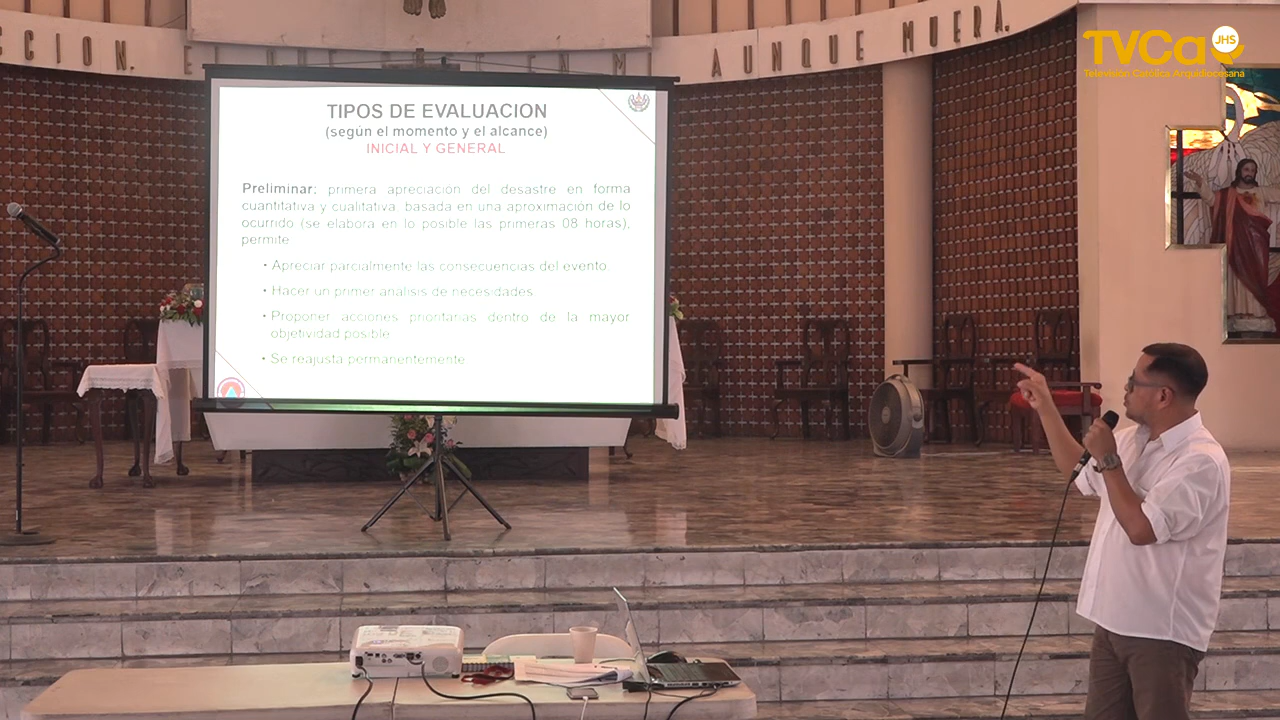 CCION.
AUNQUE MUERA.
TVCa
JHS
Televisión Católica Arquidiocesana
TIPOS DE EVALUACION
(según el momento y el alcance)
INICIAL Y GENERAL
Preliminar: primera apreciación del desastre en forma
cuantitativa y cualitativa, basada en una aproximación de lo
ocurrido (se elabora en lo posible las primeras 08 horas),
permite
• Apreciar parcialmente las consecuencias del evento.
• Hacer un primer análisis de necesidades.
• Proponer acciones prioritarias dentro de la mayor
objetividad posible
• Se reajusta permanentemente